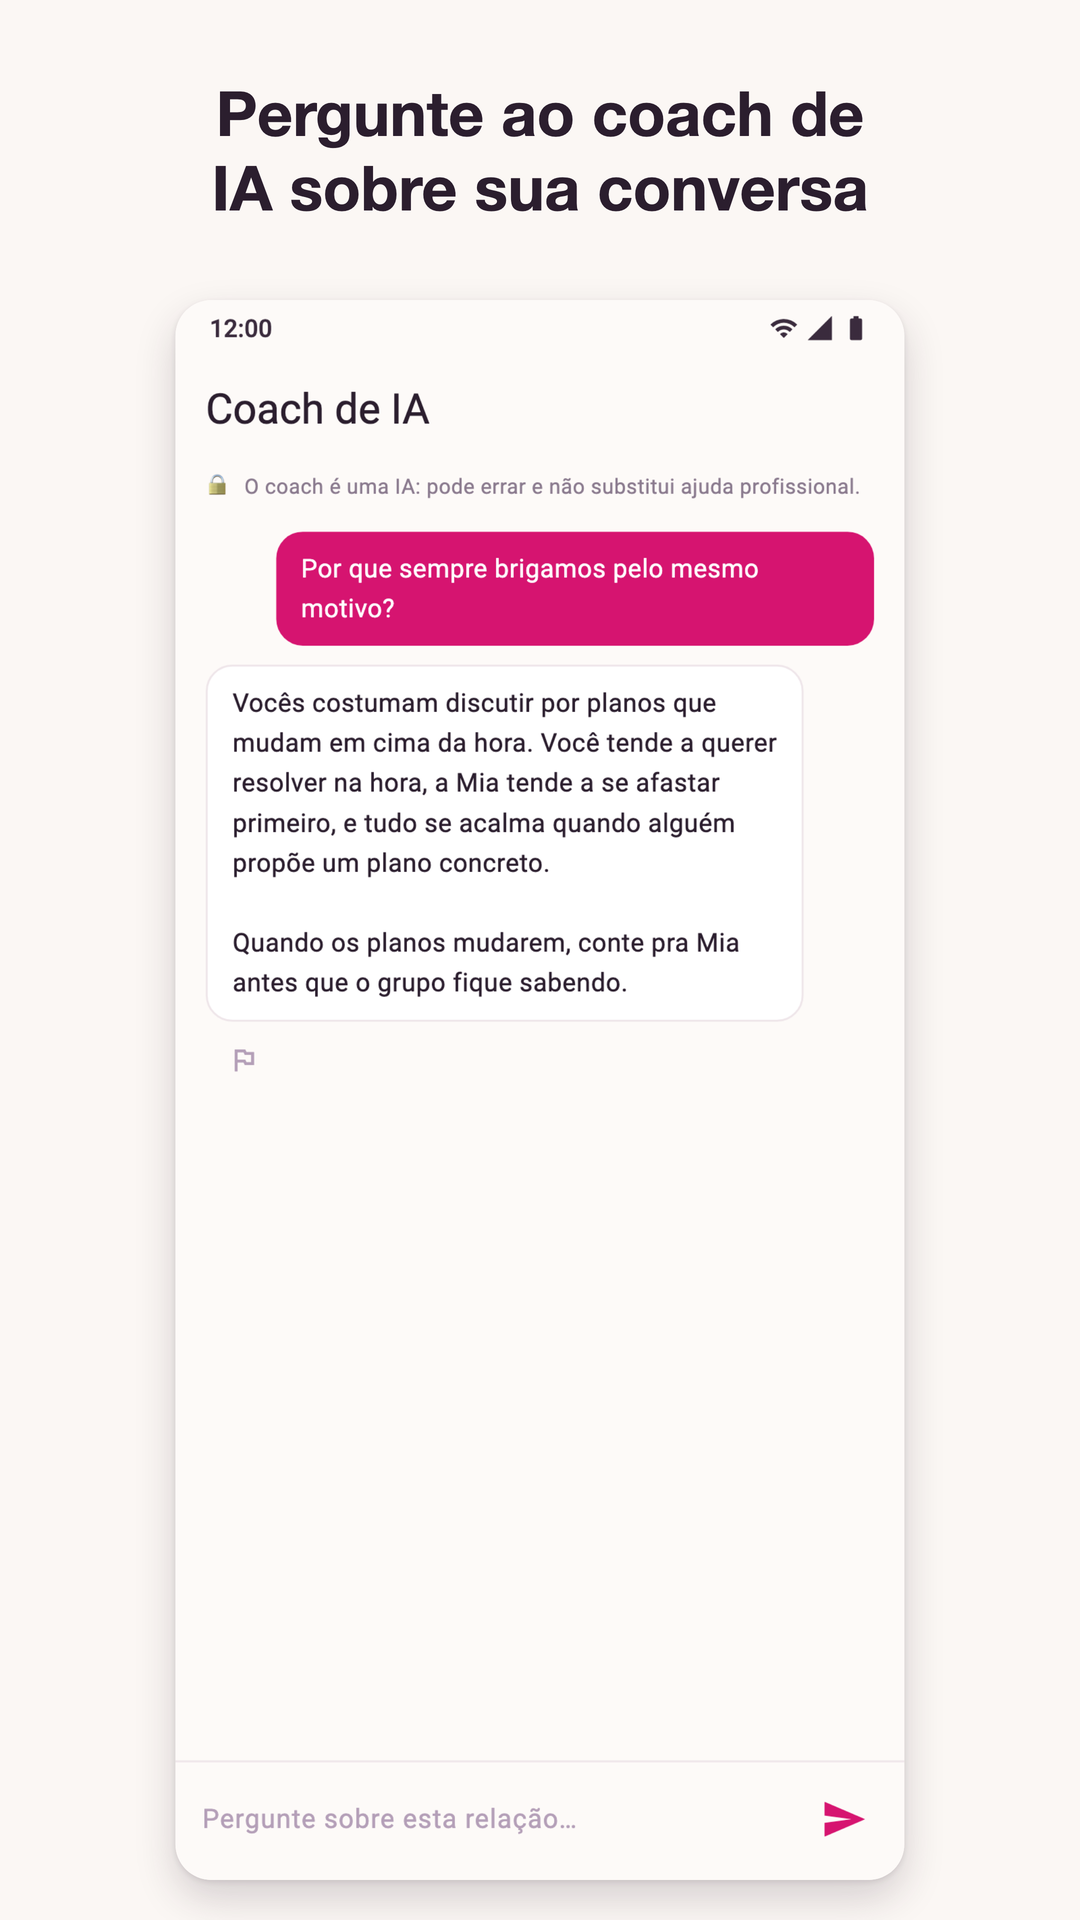 Pergunte ao coach de
IA sobre sua conversa
12:00
Coach de IA
O coach é uma IA: pode errar e não substitui ajuda profissional.
Por que sempre brigamos pelo mesmo
motivo?
Vocês costumam discutir por planos que
mudam em cima da hora. Você tende a querer
resolver na hora, a Mia tende a se afastar
primeiro, e tudo se acalma quando alguém
propõe um plano concreto.
Quando os planos mudarem, conte pra Mia
antes que o grupo fique sabendo.
Pergunte sobre esta relação…